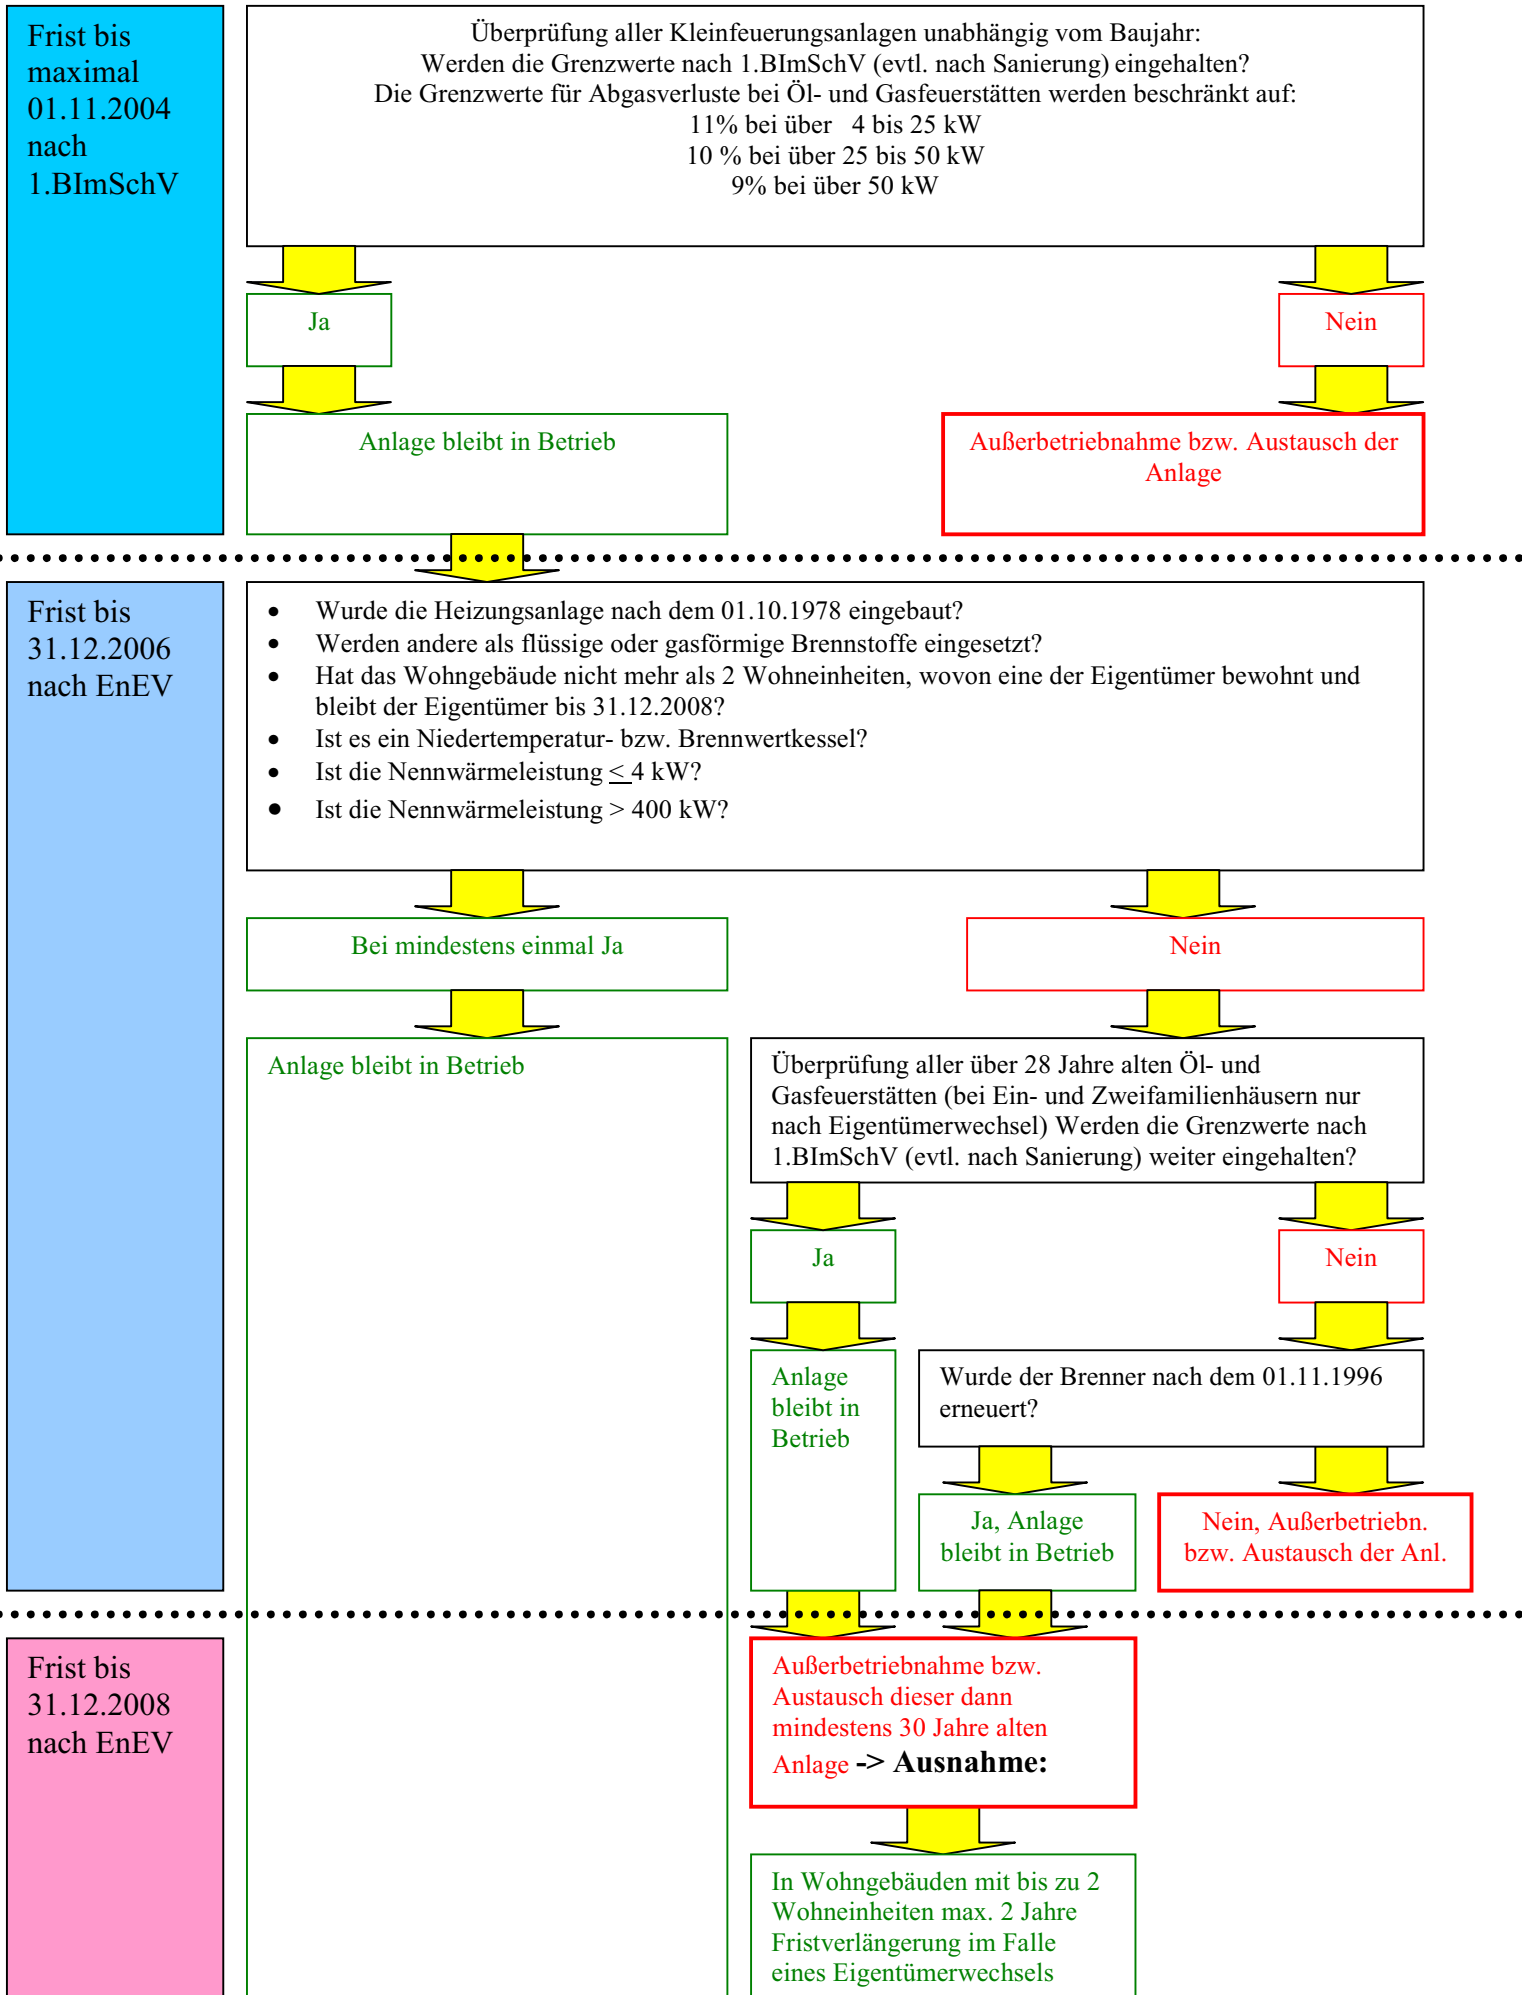 Frist bis
maximal
01.11.2004
nach
1.BImSchV
Überprüfung aller Kleinfeuerungsanlagen unabhängig vom Baujahr:
Werden die Grenzwerte nach 1.BImSchV (evtl. nach Sanierung) eingehalten?
Die Grenzwerte für Abgasverluste bei Öl- und Gasfeuerstätten werden beschränkt auf:
11% bei über 4 bis 25 kW
10 % bei über 25 bis 50 kW
9% bei über 50 kW
Ja
Nein
Anlage bleibt in Betrieb
Außerbetriebnahme bzw. Austausch der
Anlage
Frist bis
31.12.2006
nach EnEV
• Wurde die Heizungsanlage nach dem 01.10.1978 eingebaut?
• Werden andere als flüssige oder gasförmige Brennstoffe eingesetzt?
• Hat das Wohngebäude nicht mehr als 2 Wohneinheiten, wovon eine der Eigentümer bewohnt und
bleibt der Eigentümer bis 31.12.2008?
• Ist es ein Niedertemperatur- bzw. Brennwertkessel?
• Ist die Nennwärmeleistung ≤ 4 kW?
• Ist die Nennwärmeleistung > 400 kW?
Bei mindestens einmal Ja
Nein
Anlage bleibt in Betrieb
Überprüfung aller über 28 Jahre alten Öl- und
Gasfeuerstätten (bei Ein- und Zweifamilienhäusern nur
nach Eigentümerwechsel) Werden die Grenzwerte nach
1.BImSchV (evtl. nach Sanierung) weiter eingehalten?
Ja
Nein
Anlage
bleibt in
Betrieb
Wurde der Brenner nach dem 01.11.1996
erneuert?
Ja, Anlage
bleibt in Betrieb
Nein, Außerbetriebn.
bzw. Austausch der Anl.
Frist bis
31.12.2008
nach EnEV
Außerbetriebnahme bzw.
Austausch dieser dann
mindestens 30 Jahre alten
Anlage -> Ausnahme:
In Wohngebäuden mit bis zu 2
Wohneinheiten max. 2 Jahre
Fristverlängerung im Falle
eines Eigentümerwechsels